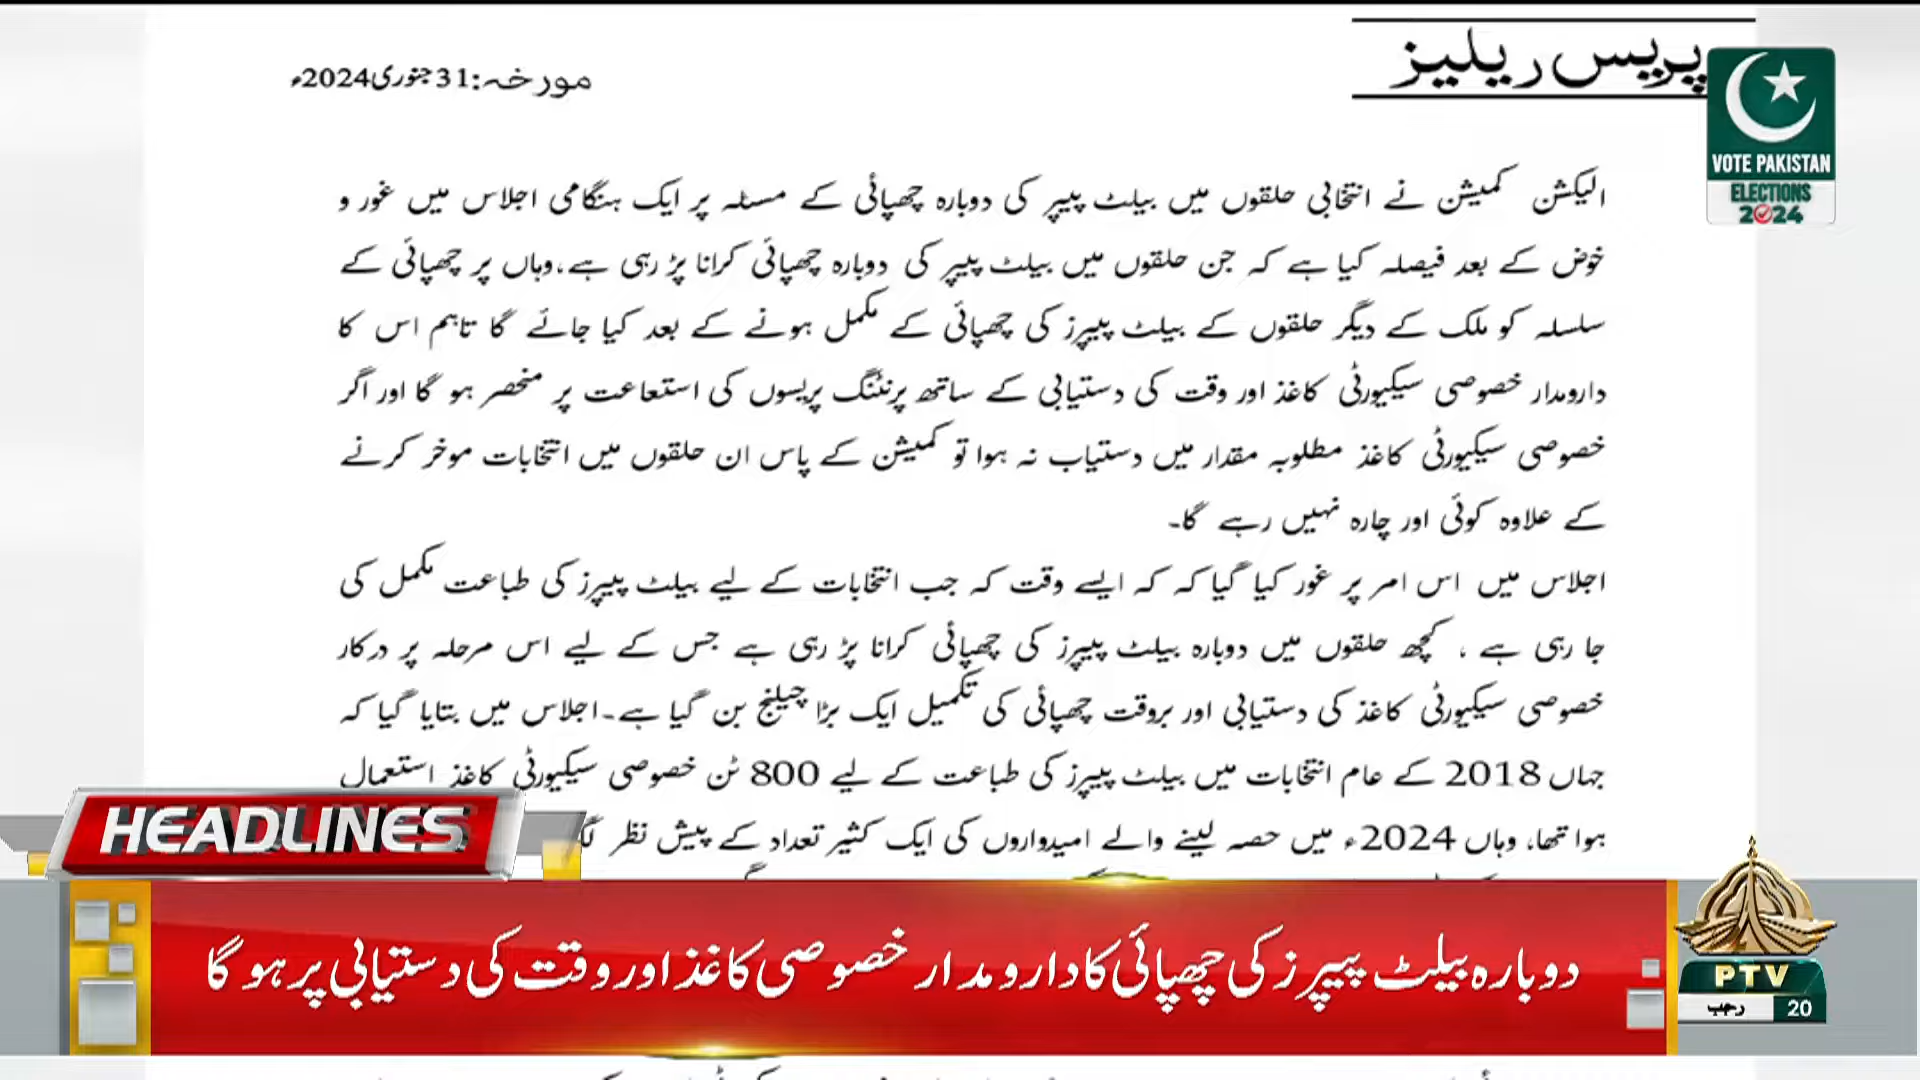 پریس ریلیز
مورخہ: 31 جنوری 2024ء
VOTE PAKISTAN
ELECTIONS
2024
الیکشن کمیشن نے انتخابی حلقوں میں بیلٹ پیپر کی دوبارہ چھپائی کے مسئلہ پر ایک ہنگامی اجلاس میں غور و
خوض کے بعد فیصلہ کیا ہے کہ جن حلقوں میں بیلٹ پیپر کی دوبارہ چھپائی کرانا پڑ رہی ہے، وہاں پر چھپائی کے
سلسلہ کو ملک کے دیگر حلقوں کے بیلٹ پیپرز کی چھپائی کے مکمل ہونے کے بعد کیا جائے گا تاہم اس کا
دارومدار خصوصی سیکیورٹی کاغذ اور وقت کی دستیابی کے ساتھ پرنٹنگ پریسوں کی استعاعت پر منحصر ہو گا اور اگر
خصوصی سیکیورٹی کاغذ مطلوبہ مقدار میں دستیاب نہ ہوا تو کمیشن کے پاس ان حلقوں میں انتخابات موخر کرنے
کے علاوہ کوئی اور چارہ نہیں رہے گا۔
اجلاس میں اس امر پر غور کیا گیا کہ کہ ایسے وقت کہ جب انتخابات کے لیے بیلٹ پیپرز کی طباعت مکمل کی
جا رہی ہے ، کچھ حلقوں میں دوبارہ بیلٹ پیپرز کی چھپائی کرانا پڑ رہی ہے جس کے لیے اس مرحلہ پر درکار
خصوصی سیکیورٹی کاغذ کی دستیابی اور بروقت چھپائی کی تکمیل ایک بڑا چیلنج بن گیا ہے۔ اجلاس میں بتایا گیا کہ
جہاں 2018 کے عام انتخابات میں بیلٹ پیپرز کی طباعت کے لیے 800 ٹن خصوصی سیکیورٹی کاغذ استعمال
ہوا تھا، وہاں 2024ء میں حصہ لینے والے امیدواروں کی ایک کثیر تعداد کے پیش نظر
HEADLINES
دوبارہ بیلٹ پیپرز کی چھپائی کا دارومدار خصوصی کاغذ اور وقت کی دستیابی پر ہو گا
PTV
رجب 20